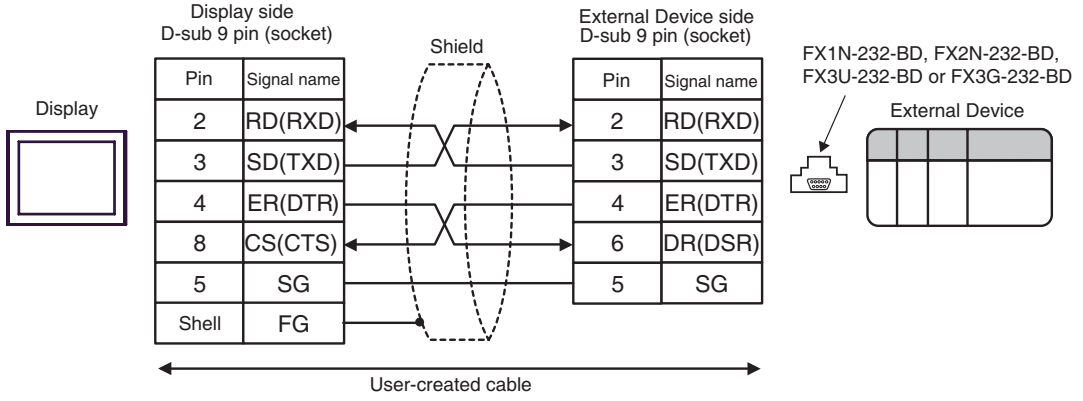 Display side
D-sub 9 pin (socket)
Shield
External Device side
D-sub 9 pin (socket)
FX1N-232-BD, FX2N-232-BD,
FX3U-232-BD or FX3G-232-BD
Display
External Device
Pin Signal name
2 RD(RXD)
3 SD(TXD)
4 ER(DTR)
8 CS(CTS)
5 SG
Shell FG
Pin Signal name
2 RD(RXD)
3 SD(TXD)
4 ER(DTR)
6 DR(DSR)
5 SG
User-created cable